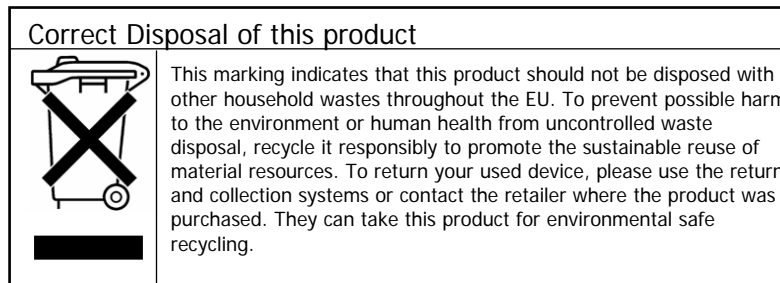 Correct Disposal of this product
This marking indicates that this product should not be disposed with
other household wastes throughout the EU. To prevent possible harm
to the environment or human health from uncontrolled waste
disposal, recycle it responsibly to promote the sustainable reuse of
material resources. To return your used device, please use the return
and collection systems or contact the retailer where the product was
purchased. They can take this product for environmental safe
recycling.